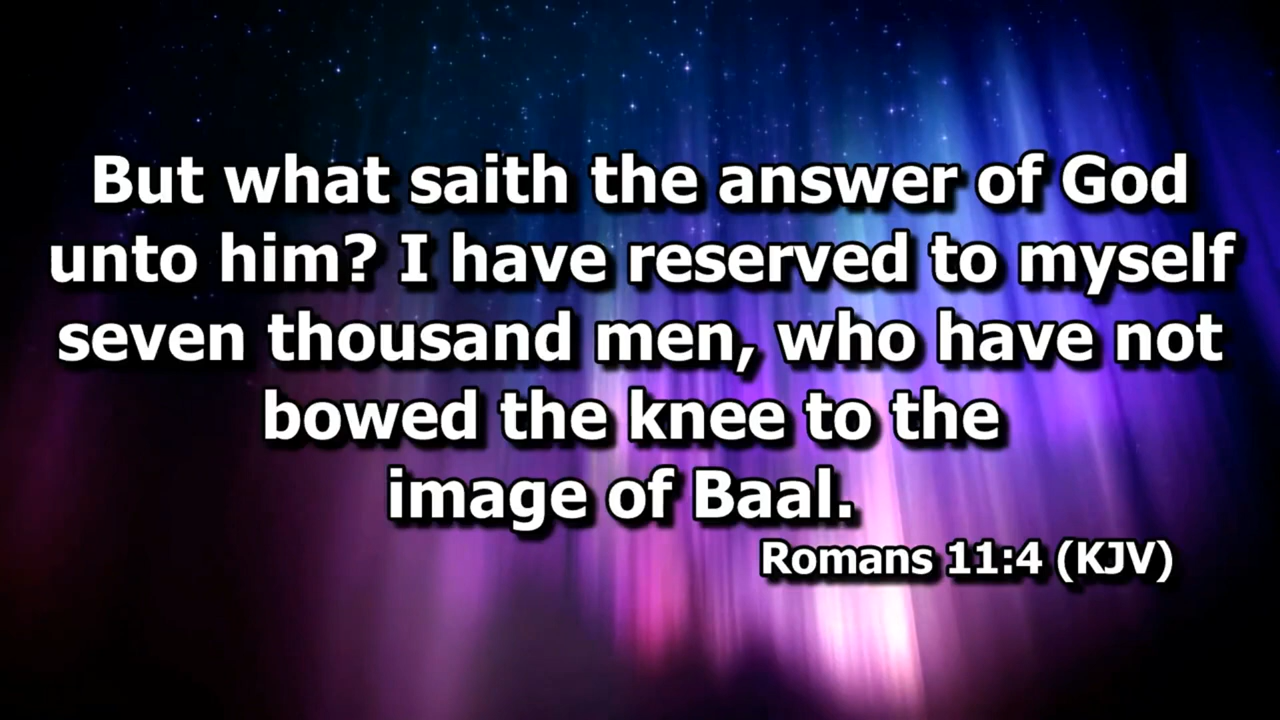 But what saith the answer of God
unto him? I have reserved to myself
seven thousand men, who have not
bowed the knee to the
image of Baal.
Romans 11:4 (KJV)